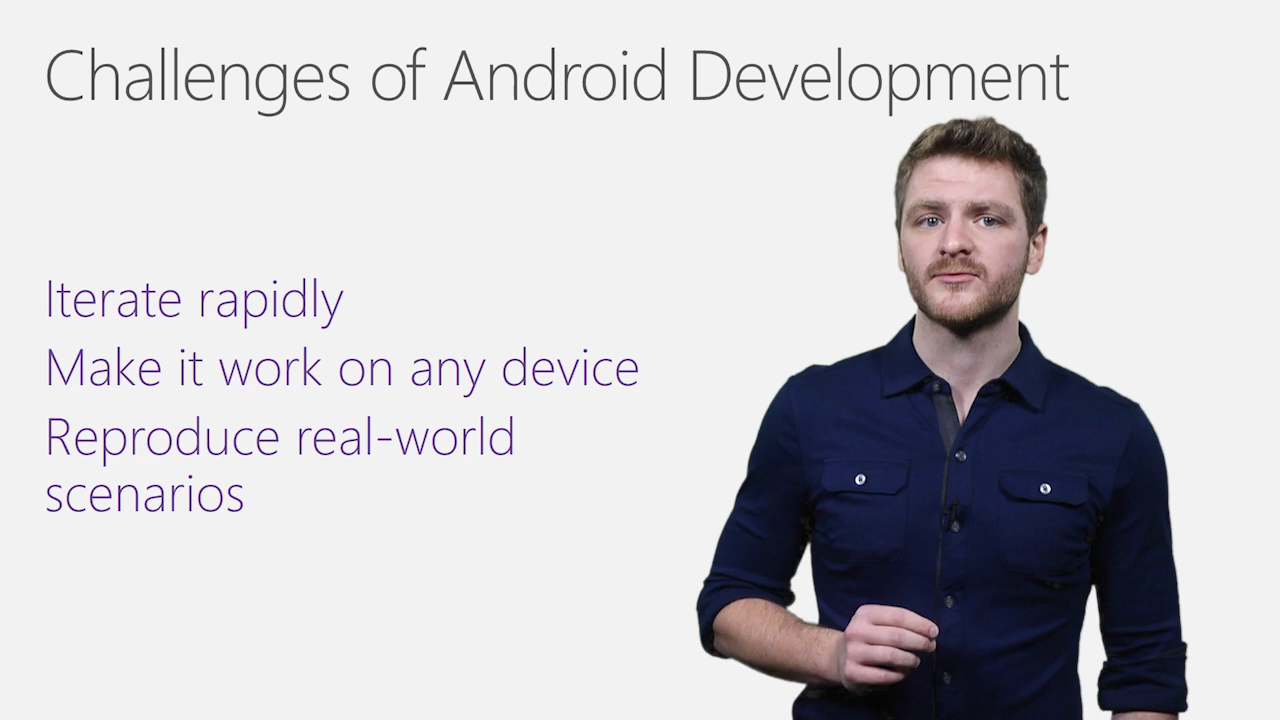 Challenges of Android Development
Iterate rapidly
Make it work on any device
Reproduce real-world
scenarios